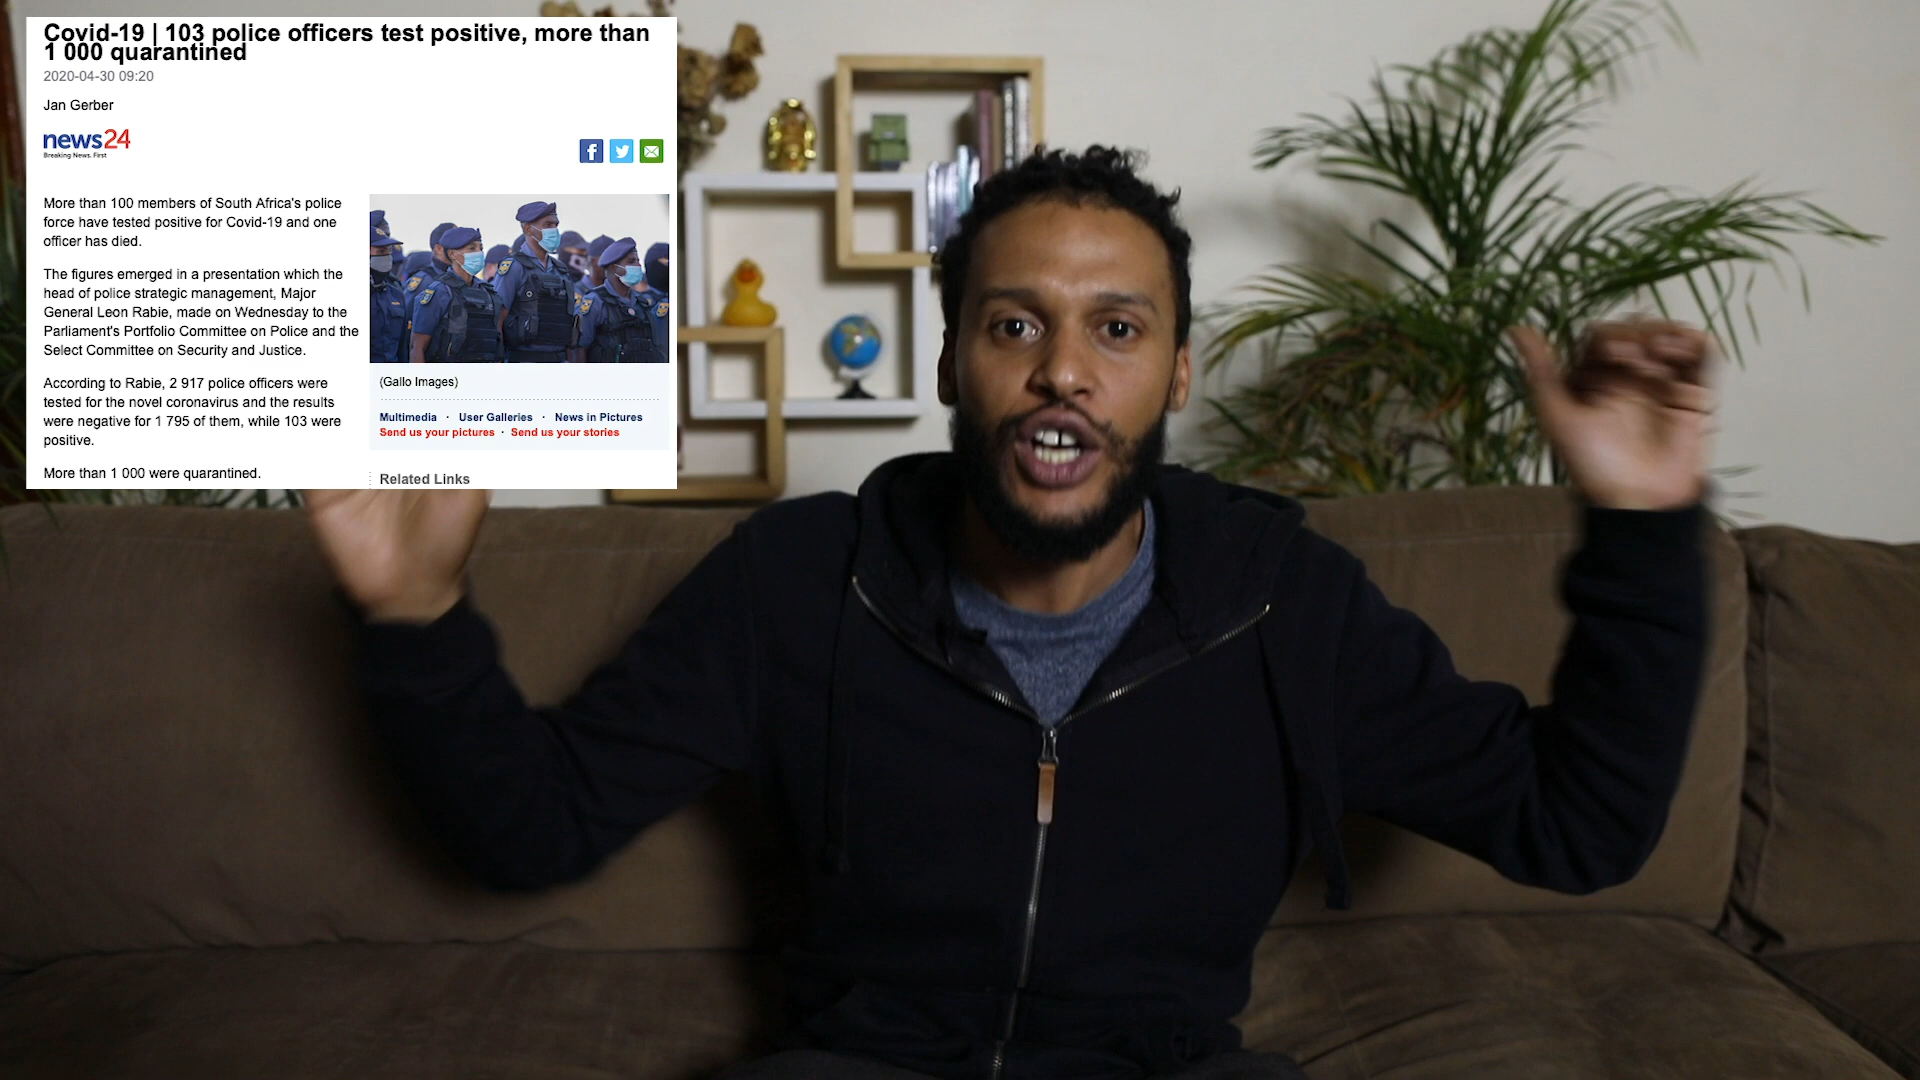 Covid-19 | 103 police officers test positive, more than
1 000 quarantined
2020-04-30 09:20
Jan Gerber
news24
Breaking News. First
More than 100 members of South Africa's police
force have tested positive for Covid-19 and one
officer has died.
The figures emerged in a presentation which the
head of police strategic management, Major
General Leon Rabie, made on Wednesday to the
Parliament's Portfolio Committee on Police and the
Select Committee on Security and Justice.
According to Rabie, 2 917 police officers were
tested for the novel coronavirus and the results
were negative for 1 795 of them, while 103 were
positive.
More than 1 000 were quarantined.
(Gallo Images)
Multimedia · User Galleries · News in Pictures
Send us your pictures · Send us your stories
Related Links